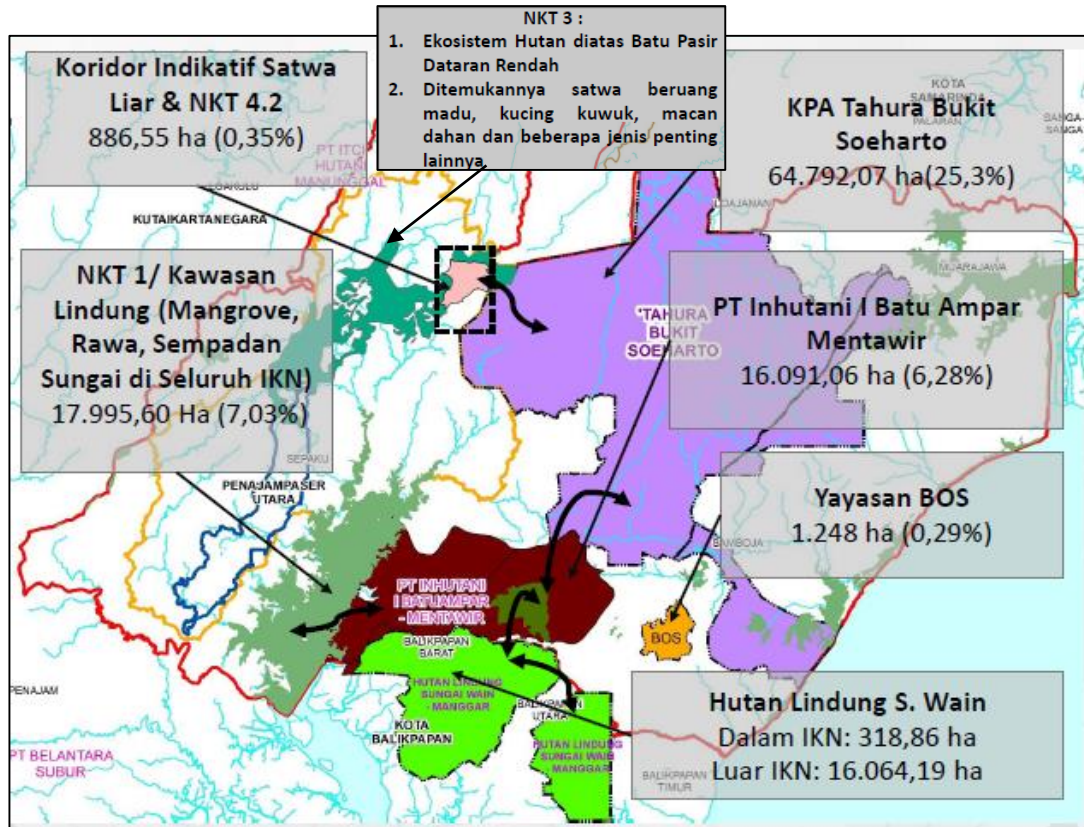 NKT 3 :
1. Ekosistem Hutan diatas Batu Pasir
Dataran Rendah
2. Ditemukannya satwa beruang
madu, kucing kuwuk, macan
dahan dan beberapa jenis penting
lainnya
Koridor Indikatif Satwa
Liar & NKT 4.2
886,55 ha (0,35%)
KPA Tahura Bukit
Soeharto
64.792,07 ha(25,3%)
KOTA
SAMARINDA
PALARAN
SANGA-
SANGA
PT ITCI
HUTANI
MANUNGGAL
KUTAIKARTANEGARA
LOAJANAN
NKT 1/ Kawasan
Lindung (Mangrove,
Rawa, Sempadan
Sungai di Seluruh IKN)
17.995,60 Ha (7,03%)
MUARAJAWA
PT Inhutani I Batu Ampar
Mentawir
16.091,06 ha (6,28%)
'TAHURA
BUKIT
SOEHARTO
SEPAKU
PENAJAMPASER
UTARA
Yayasan BOS
1.248 ha (0,29%)
SAMBOJA
PT INHUTANI
I BATUAMPAR
- MENTAWIR
BOS
BALIKPAPAN
BARAT
HUTAN LINDUNG
SUNGAI WAIN
- MANGGAR
PENAJAM
KOTA
BALIKPAPAN
BALIKPAPAN
UTARA
HUTAN LINDUNG
SUNGAI WAIN
- MANGGAR
Hutan Lindung S. Wain
Dalam IKN: 318,86 ha
Luar IKN: 16.064,19 ha
PT BELANTARA
SUBUR
BALIKPAPAN
TIMUR